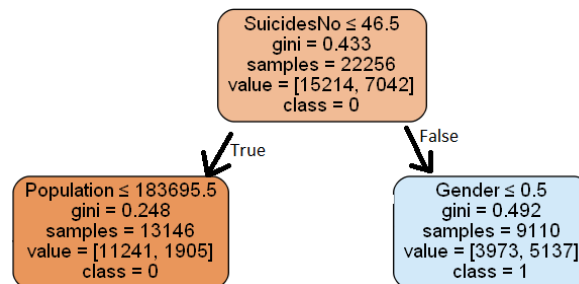 SuicidesNo ≤ 46.5
gini = 0.433
samples = 22256
value = [15214, 7042]
class = 0
True
False
Population ≤ 183695.5
gini = 0.248
samples = 13146
value = [11241, 1905]
class = 0
Gender ≤ 0.5
gini = 0.492
samples = 9110
value = [3973, 5137]
class = 1